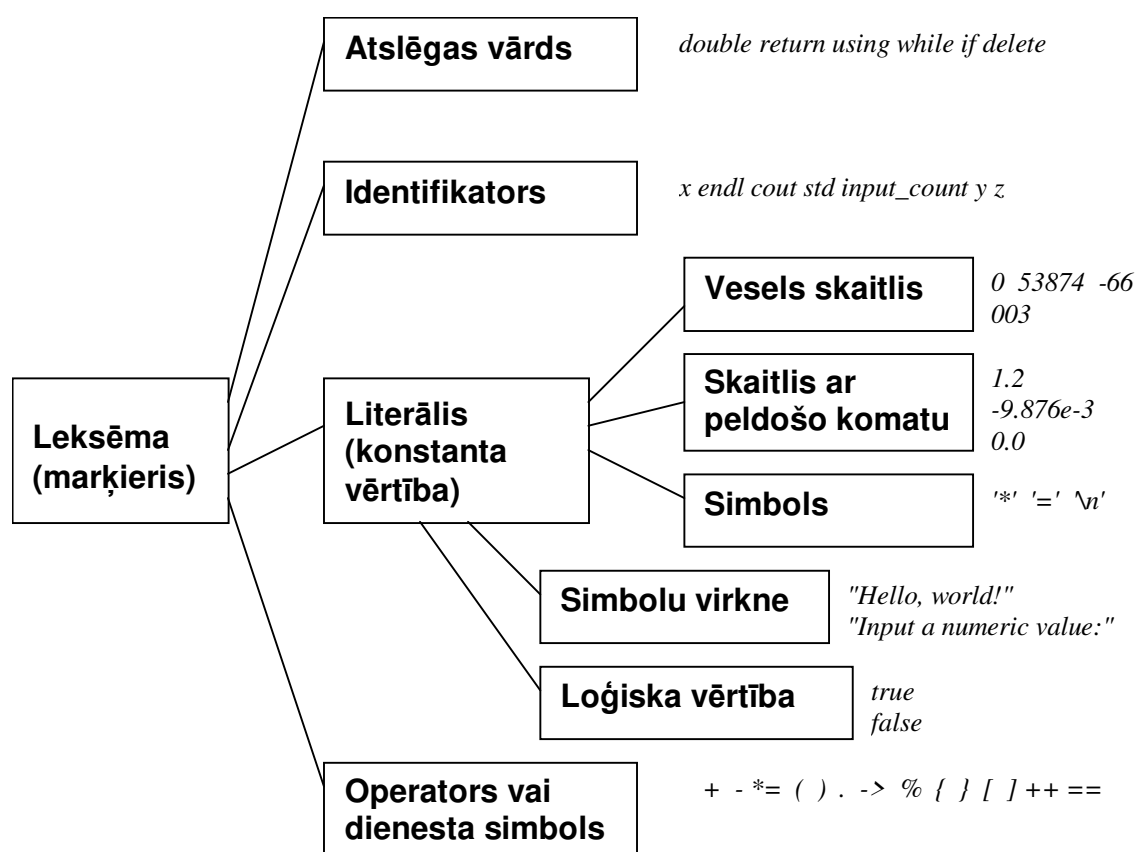 Atslēgas vārds
double return using while if delete
Identifikators
x endl cout std input_count y z
Leksēma
(marķieris)
Literālis
(konstanta
vērtība)
Vesels skaitlis
0 53874 -66
003
Skaitlis ar
peldošo komatu
1.2
-9.876e-3
0.0
Simbols
'*' '=' '\n'
Simbolu virkne
"Hello, world!"
"Input a numeric value:"
Loģiska vērtība
true
false
Operators vai
dienesta simbols
+ - *= ( ) . -> % { } [ ] ++ ==